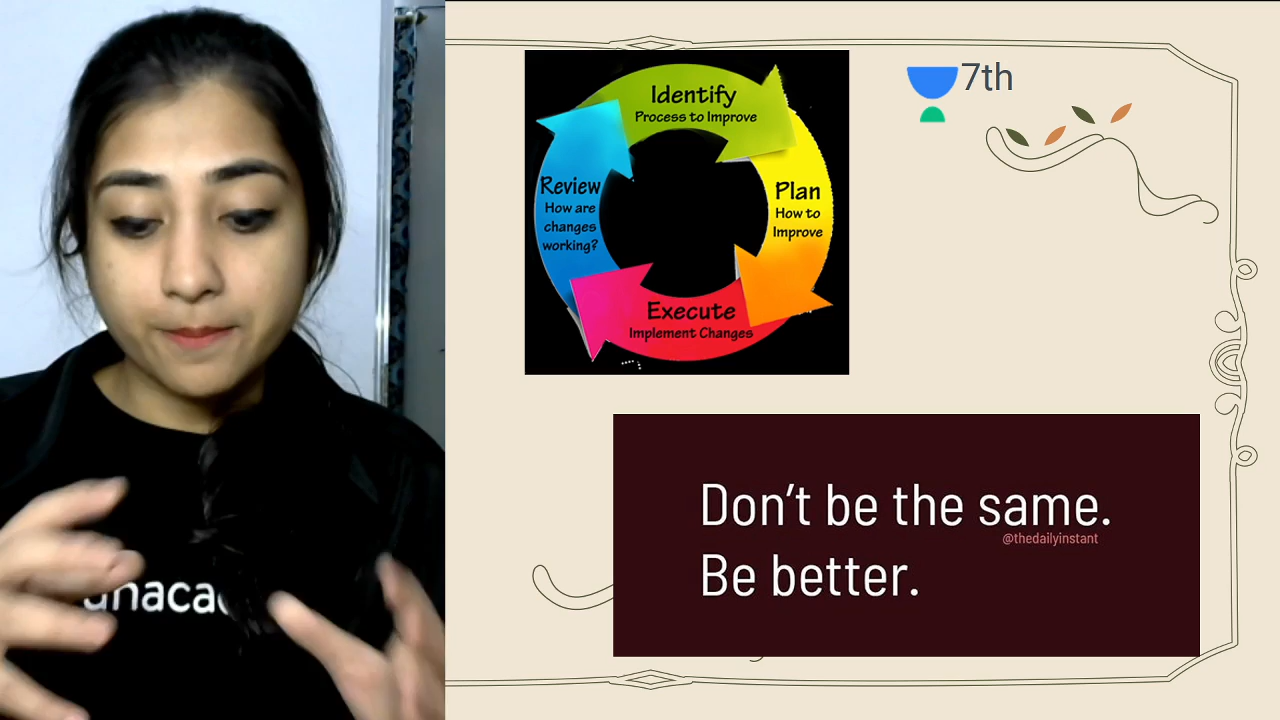 Identify
Process to Improve
Plan
How to
Improve
Execute
Implement Changes
Review
How are
changes
working?
7th
Don't be the same.
@thedailyinstant
Be better.